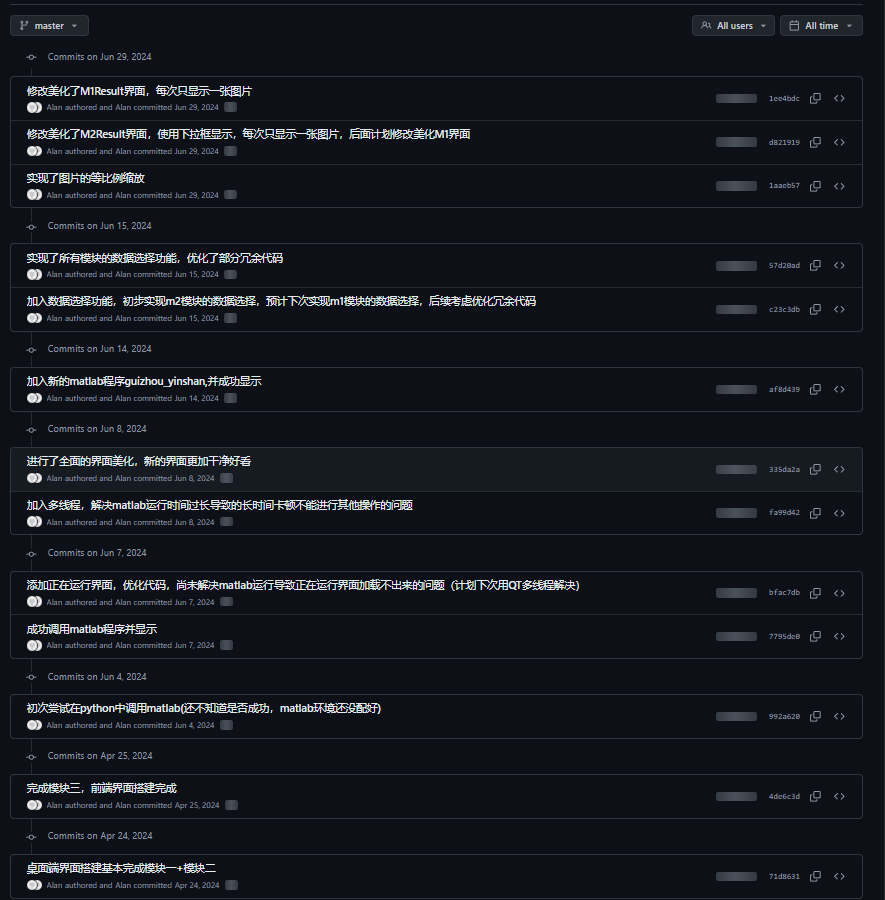 master
All users
All time
Commits on Jun 29, 2024
修改美化了M1Result界面，每次只显示一张图片
Alan authored and Alan committed Jun 29, 2024
1ee4bdc
修改美化了M2Result界面，使用下拉框显示，每次只显示一张图片，后面计划修改美化M1界面
Alan authored and Alan committed Jun 29, 2024
d821919
实现了图片的等比例缩放
Alan authored and Alan committed Jun 29, 2024
1aaeb57
Commits on Jun 15, 2024
实现了所有模块的数据选择功能，优化了部分冗余代码
Alan authored and Alan committed Jun 15, 2024
57d20ad
加入数据选择功能，初步实现m2模块的数据选择，预计下次实现m1模块的数据选择，后续考虑优化冗余代码
Alan authored and Alan committed Jun 15, 2024
c23c3db
Commits on Jun 14, 2024
加入新的matlab程序guizhou_yinshan,并成功显示
Alan authored and Alan committed Jun 14, 2024
af8d439
Commits on Jun 8, 2024
进行了全面的界面美化，新的界面更加干净好看
Alan authored and Alan committed Jun 8, 2024
335da2a
加入多线程，解决matlab运行时间过长导致的长时间卡顿不能进行其他操作的问题
Alan authored and Alan committed Jun 8, 2024
fa99d42
Commits on Jun 7, 2024
添加正在运行界面，优化代码，尚未解决matlab运行导致正在运行界面加载不出来的问题（计划下次用QT多线程解决）
Alan authored and Alan committed Jun 7, 2024
bfac7db
成功调用matlab程序并显示
Alan authored and Alan committed Jun 7, 2024
7795de0
Commits on Jun 4, 2024
初次尝试在python中调用matlab(还不知道是否成功，matlab环境还没配好)
Alan authored and Alan committed Jun 4, 2024
992a620
Commits on Apr 25, 2024
完成模块三，前端界面搭建完成
Alan authored and Alan committed Apr 25, 2024
4de6c3d
Commits on Apr 24, 2024
桌面端界面搭建基本完成模块一+模块二
Alan authored and Alan committed Apr 24, 2024
71d8631